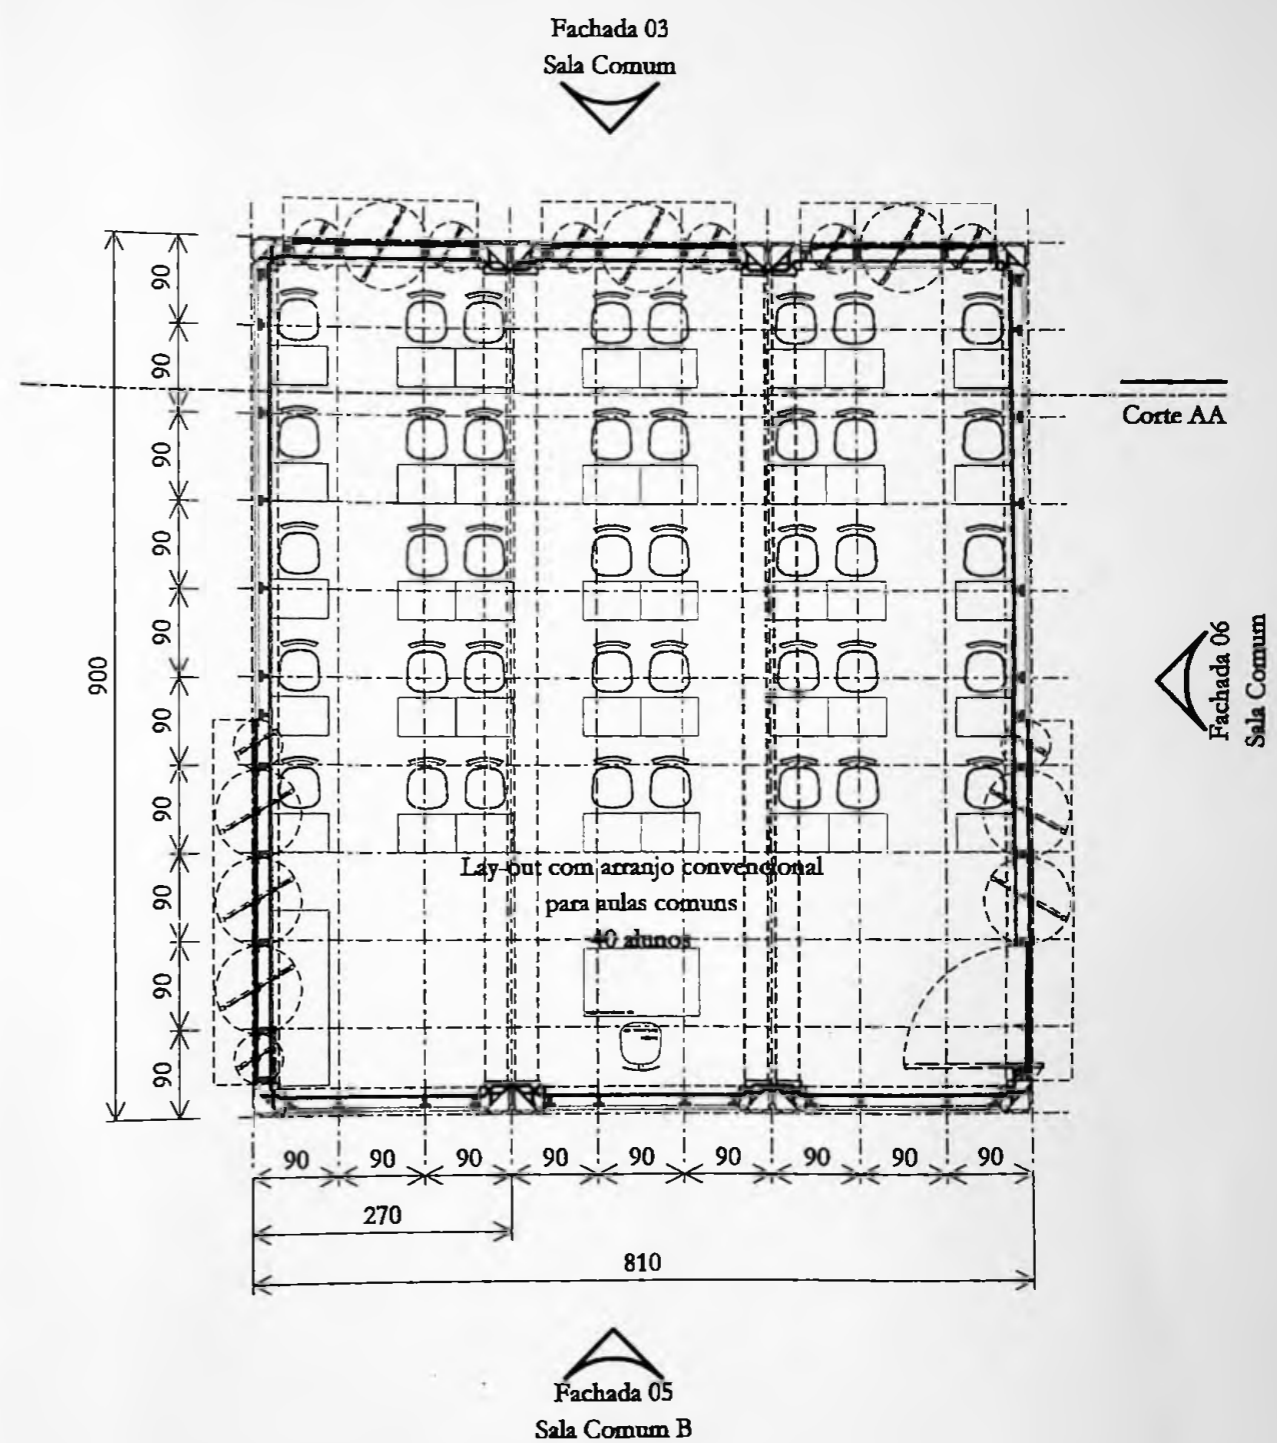 Fachada 03
Sala Comum
90
90
90
90
90
90
90
90
90
90
900
Corte AA
Fachada 06
Sala Comum
Lay-out com arranjo convencional
para aulas comuns
40 alunos
90 90 90 90 90 90 90 90 90
270
810
Fachada 05
Sala Comum B